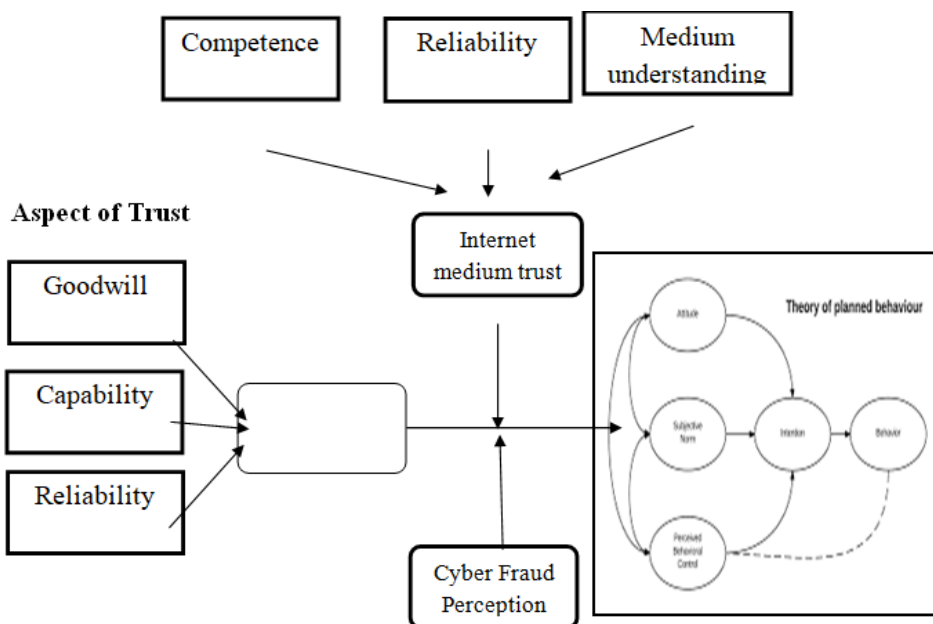 Competence
Reliability
Medium
understanding
Aspect of Trust
Internet
medium trust
Goodwill
Capability
Reliability
Cyber Fraud
Perception
Theory of planned behaviour
Attitude
Subjective
Norm
Intention
Behavior
Perceived
Behavioral
Control